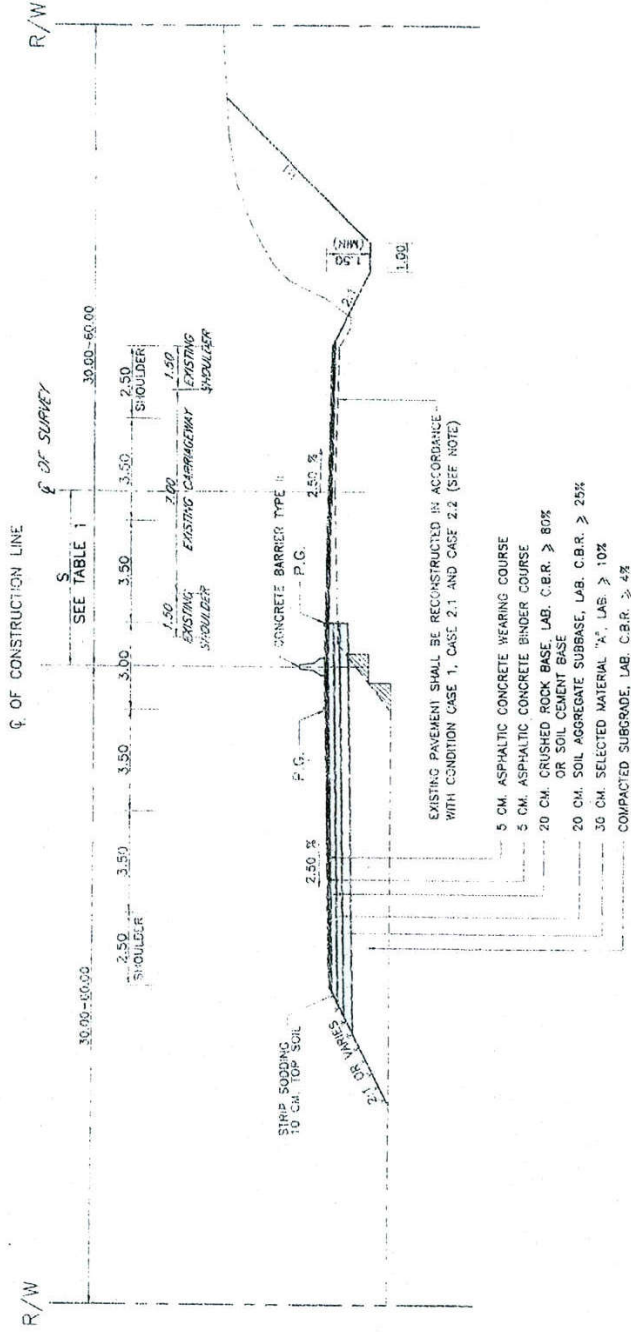 ℄ OF CONSTRUCTION LINE
℄ OF SURVEY
R/W
R/W
30.00-60.00
30.00-60.00
S
SEE TABLE 1
2.50
SHOULDER
3.50
3.50
3.00
3.50
3.50
2.50
SHOULDER
1.50
EXISTING
SHOULDER
7.00
EXISTING CARRIAGEWAY
1.50
EXISTING
SHOULDER
CONCRETE BARRIER TYPE II
P.G.
P.G.
2.50 %
2.50 %
STRIP SODDING
10 CM. TOP SOIL
2:1 OR VARIES
2:1
1:1
1.50
(MIN)
1.00
EXISTING PAVEMENT SHALL BE RECONSTRUCTED IN ACCORDANCE
WITH CONDITION CASE 1, CASE 2.1 AND CASE 2.2 (SEE NOTE)
5 CM. ASPHALTIC CONCRETE WEARING COURSE
5 CM. ASPHALTIC CONCRETE BINDER COURSE
20 CM. CRUSHED ROCK BASE, LAB. C.B.R. ⩾ 80%
OR SOIL CEMENT BASE
20 CM. SOIL AGGREGATE SUBBASE, LAB. C.B.R. ⩾ 25%
30 CM. SELECTED MATERIAL "A", LAB. ⩾ 10%
COMPACTED SUBGRADE, LAB. C.B.R. ⩾ 4%